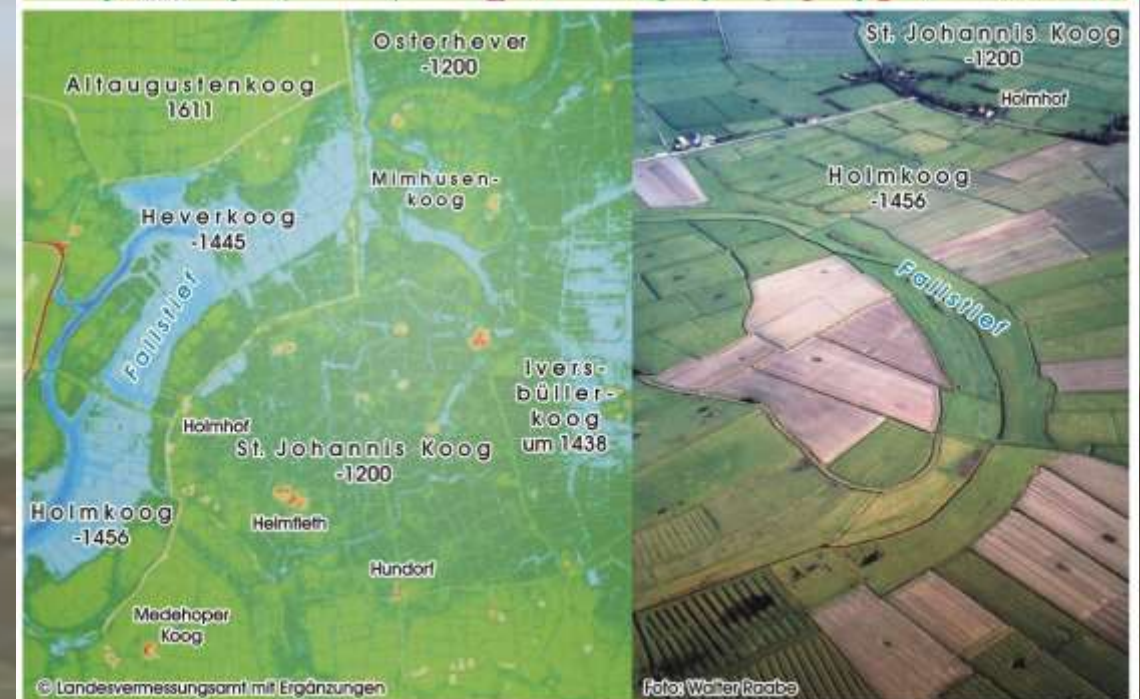 Osterhever
-1200
Altaugustenkoog
1611
Mimhusen-
koog
Heverkoog
-1445
Fallstief
Ivers-
büller-
koog
um 1438
Holmhof
St. Johannis Koog
-1200
Holmkoog
-1456
Helmfleth
Hundorf
Medehoper
Koog
© Landesvermessungsamt mit Ergänzungen
St. Johannis Koog
-1200
Holmhof
Holmkoog
-1456
Fallstief
Foto: Walter Raabe